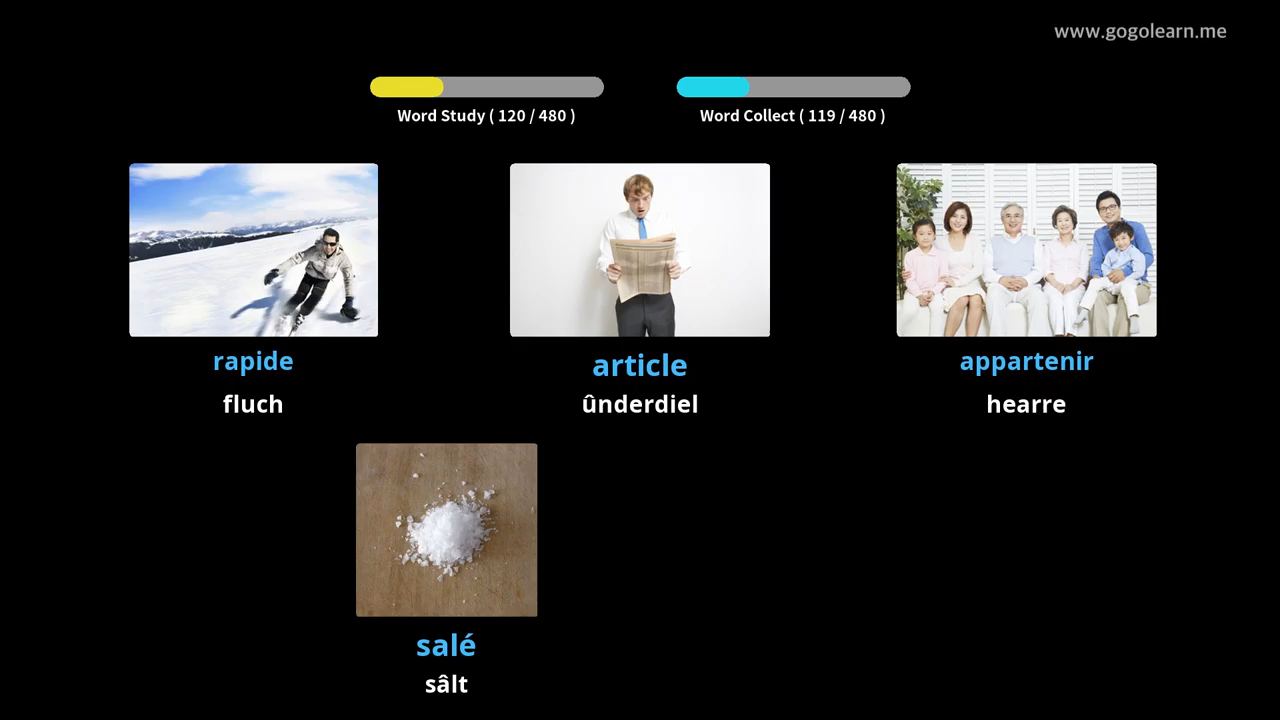 www.gogolearn.me
Word Study ( 120 / 480 )
Word Collect ( 119 / 480 )
rapide
fluch
article
ûnderdiel
appartenir
hearre
salé
sâlt